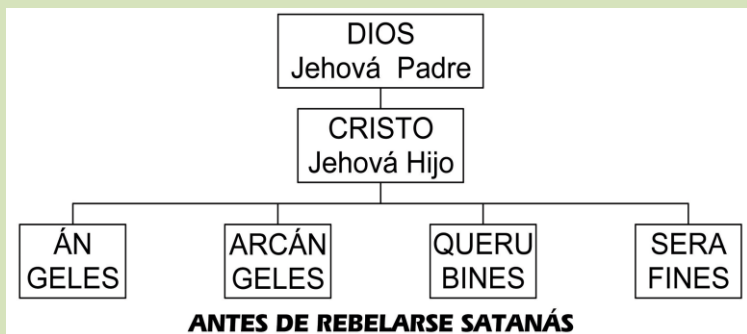 DIOS
Jehová Padre
CRISTO
Jehová Hijo
ÁN
GELES
ARCÁN
GELES
QUERU
BINES
SERA
FINES
ANTES DE REBELARSE SATANÁS